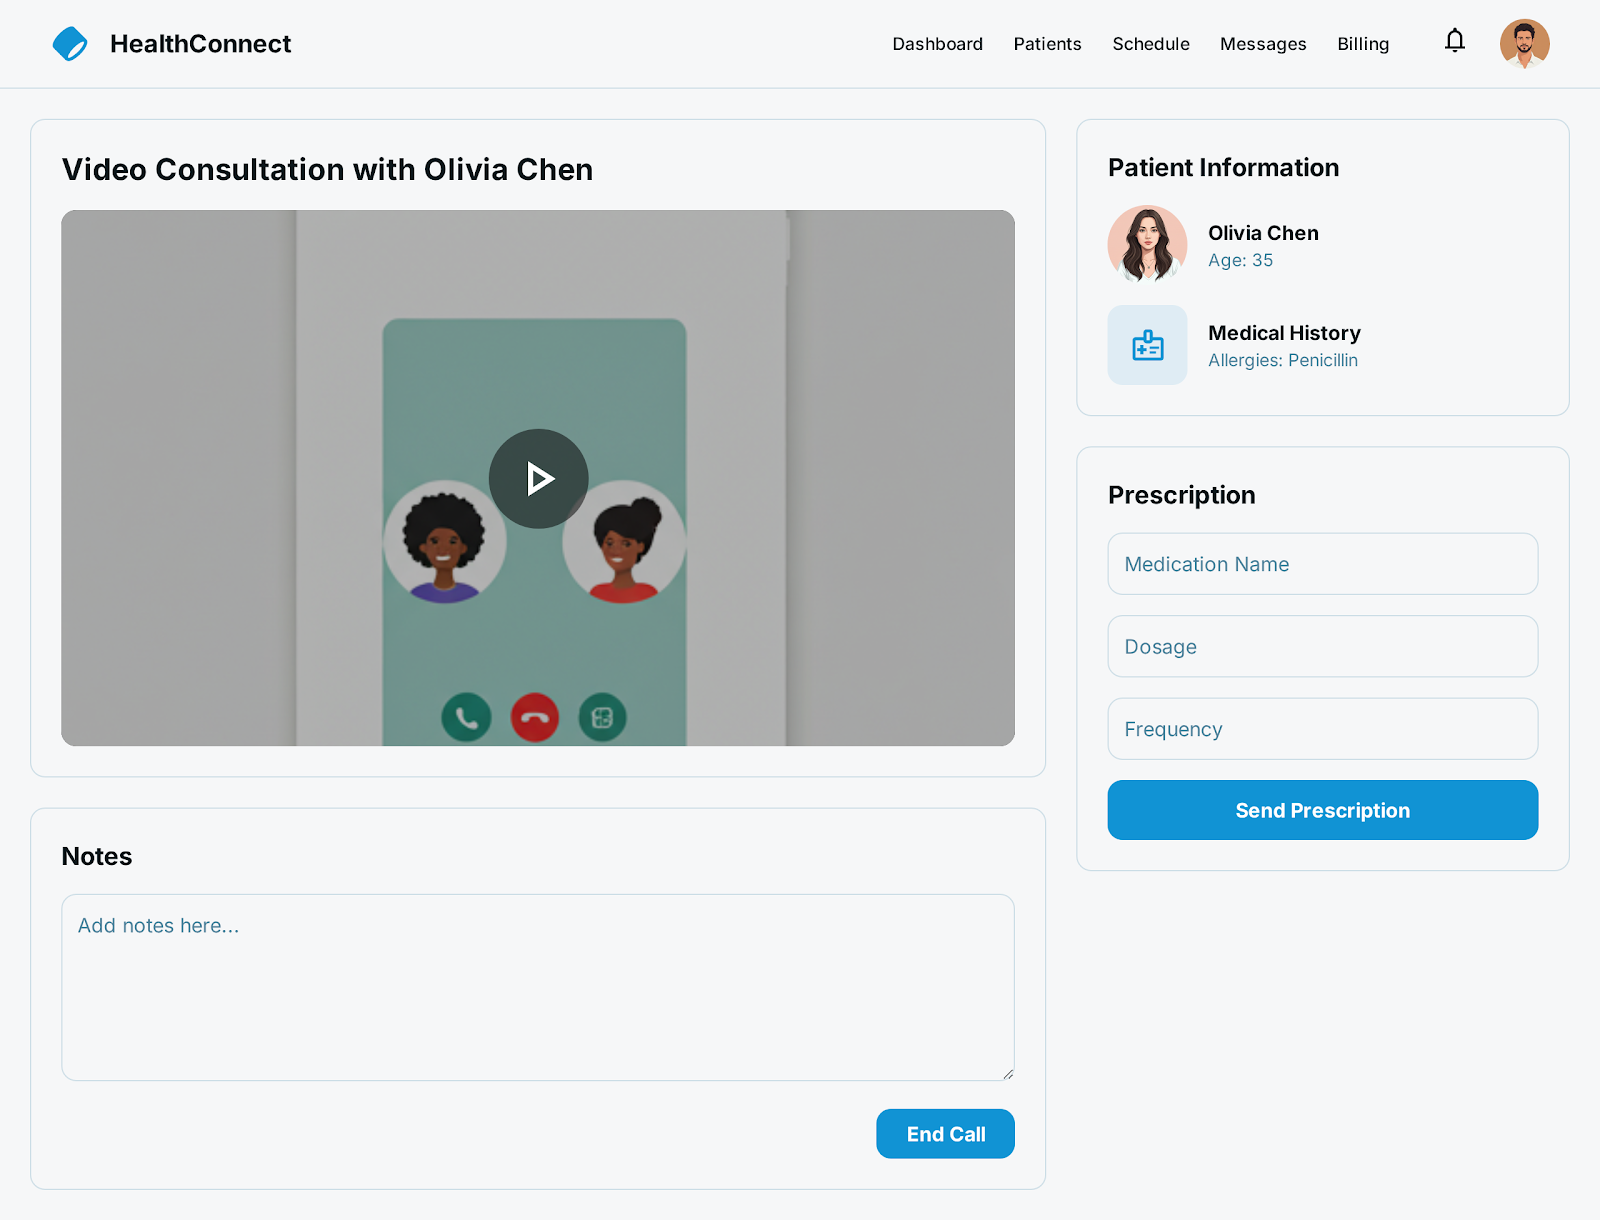 HealthConnect
Dashboard
Patients
Schedule
Messages
Billing
Video Consultation with Olivia Chen
Notes
Add notes here...
End Call
Patient Information
Olivia Chen
Age: 35
Medical History
Allergies: Penicillin
Prescription
Medication Name
Dosage
Frequency
Send Prescription